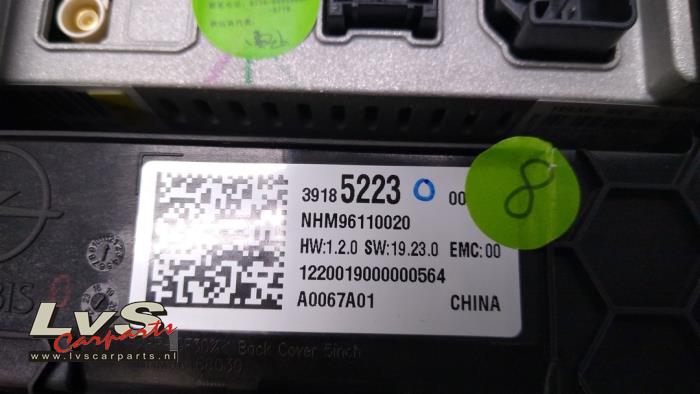 3918 5223 00
NHM96110020
HW:1.2.0 SW:19.23.0 EMC:00
1220019000000564
A0067A01 CHINA
8
LvS
Carparts
www.lvscarparts.nl
Back Cover 5inch